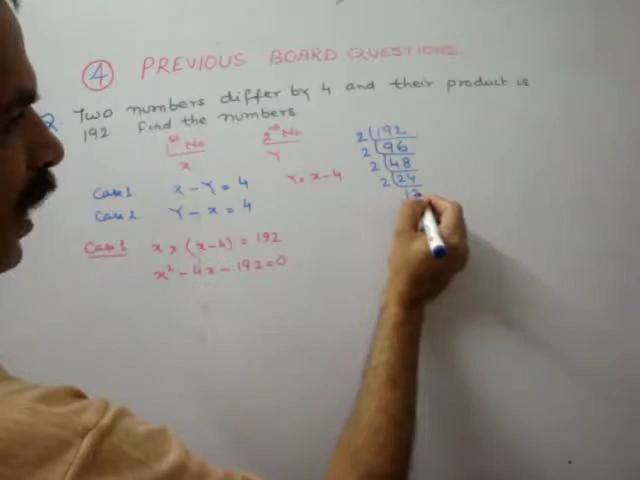 4 PREVIOUS BOARD QUESTIONS
Q Two numbers differ by 4 and their product is
192 Find the numbers
1st No 2nd No
x Y
Case 1 x - Y = 4 Y = x - 4
Case 2 Y - x = 4
Case 1 x × (x - 4) = 192
x² - 4x - 192 = 0
2 192
2 96
2 48
2 24
12